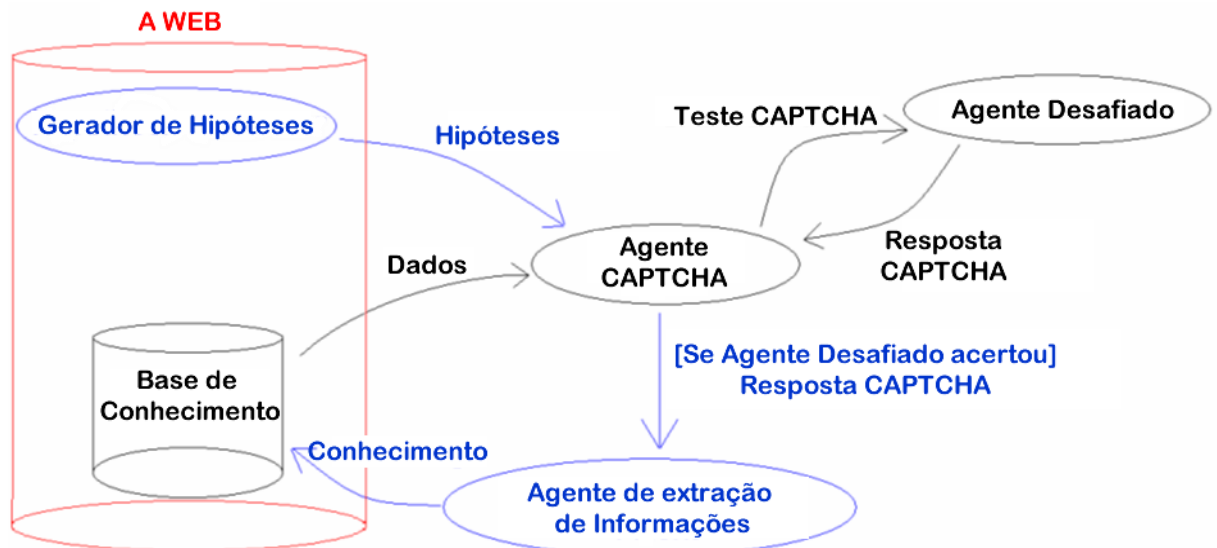 A WEB
Gerador de Hipóteses
Hipóteses
Teste CAPTCHA
Agente Desafiado
Dados
Agente
CAPTCHA
Resposta
CAPTCHA
Base de
Conhecimento
[Se Agente Desafiado acertou]
Resposta CAPTCHA
Conhecimento
Agente de extração
de Informações